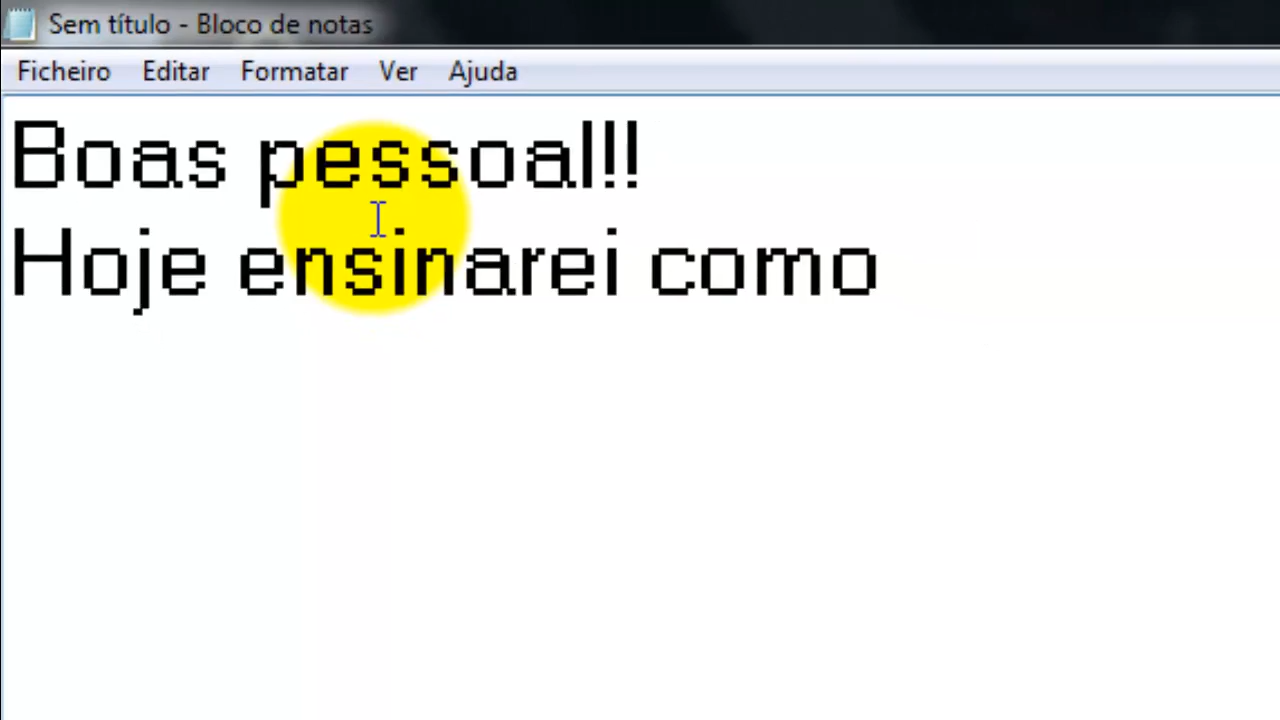 Sem título - Bloco de notas
Ficheiro Editar Formatar Ver Ajuda
Boas pessoal!!
Hoje ensinarei como